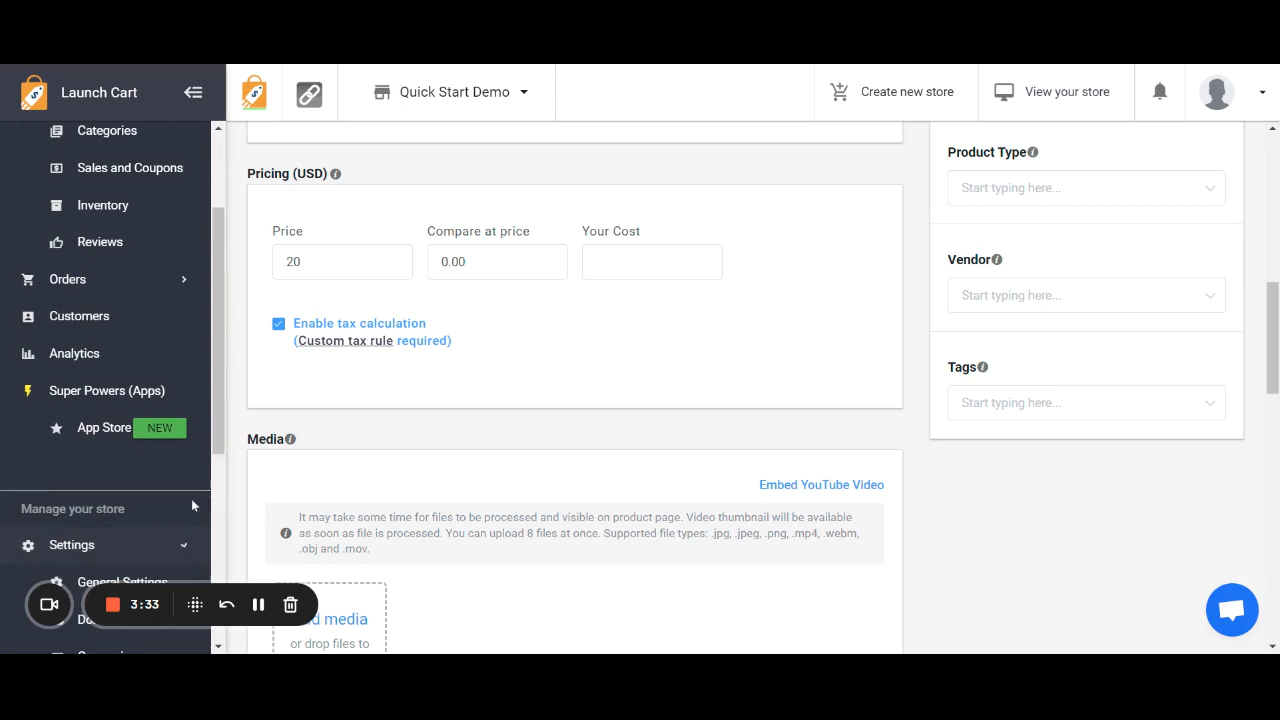 Launch Cart
Quick Start Demo
Create new store
View your store
Categories
Sales and Coupons
Inventory
Reviews
Orders
Customers
Analytics
Super Powers (Apps)
App Store NEW
Manage your store
Settings
General Settings
3:33
Pricing (USD)
Price
Compare at price
Your Cost
20
0.00
Enable tax calculation
(Custom tax rule required)
Media
Embed YouTube Video
It may take some time for files to be processed and visible on product page. Video thumbnail will be available
as soon as file is processed. You can upload 8 files at once. Supported file types: .jpg, .jpeg, .png, .mp4, .webm,
.obj and .mov.
media
or drop files to
Product Type
Start typing here...
Vendor
Start typing here...
Tags
Start typing here...